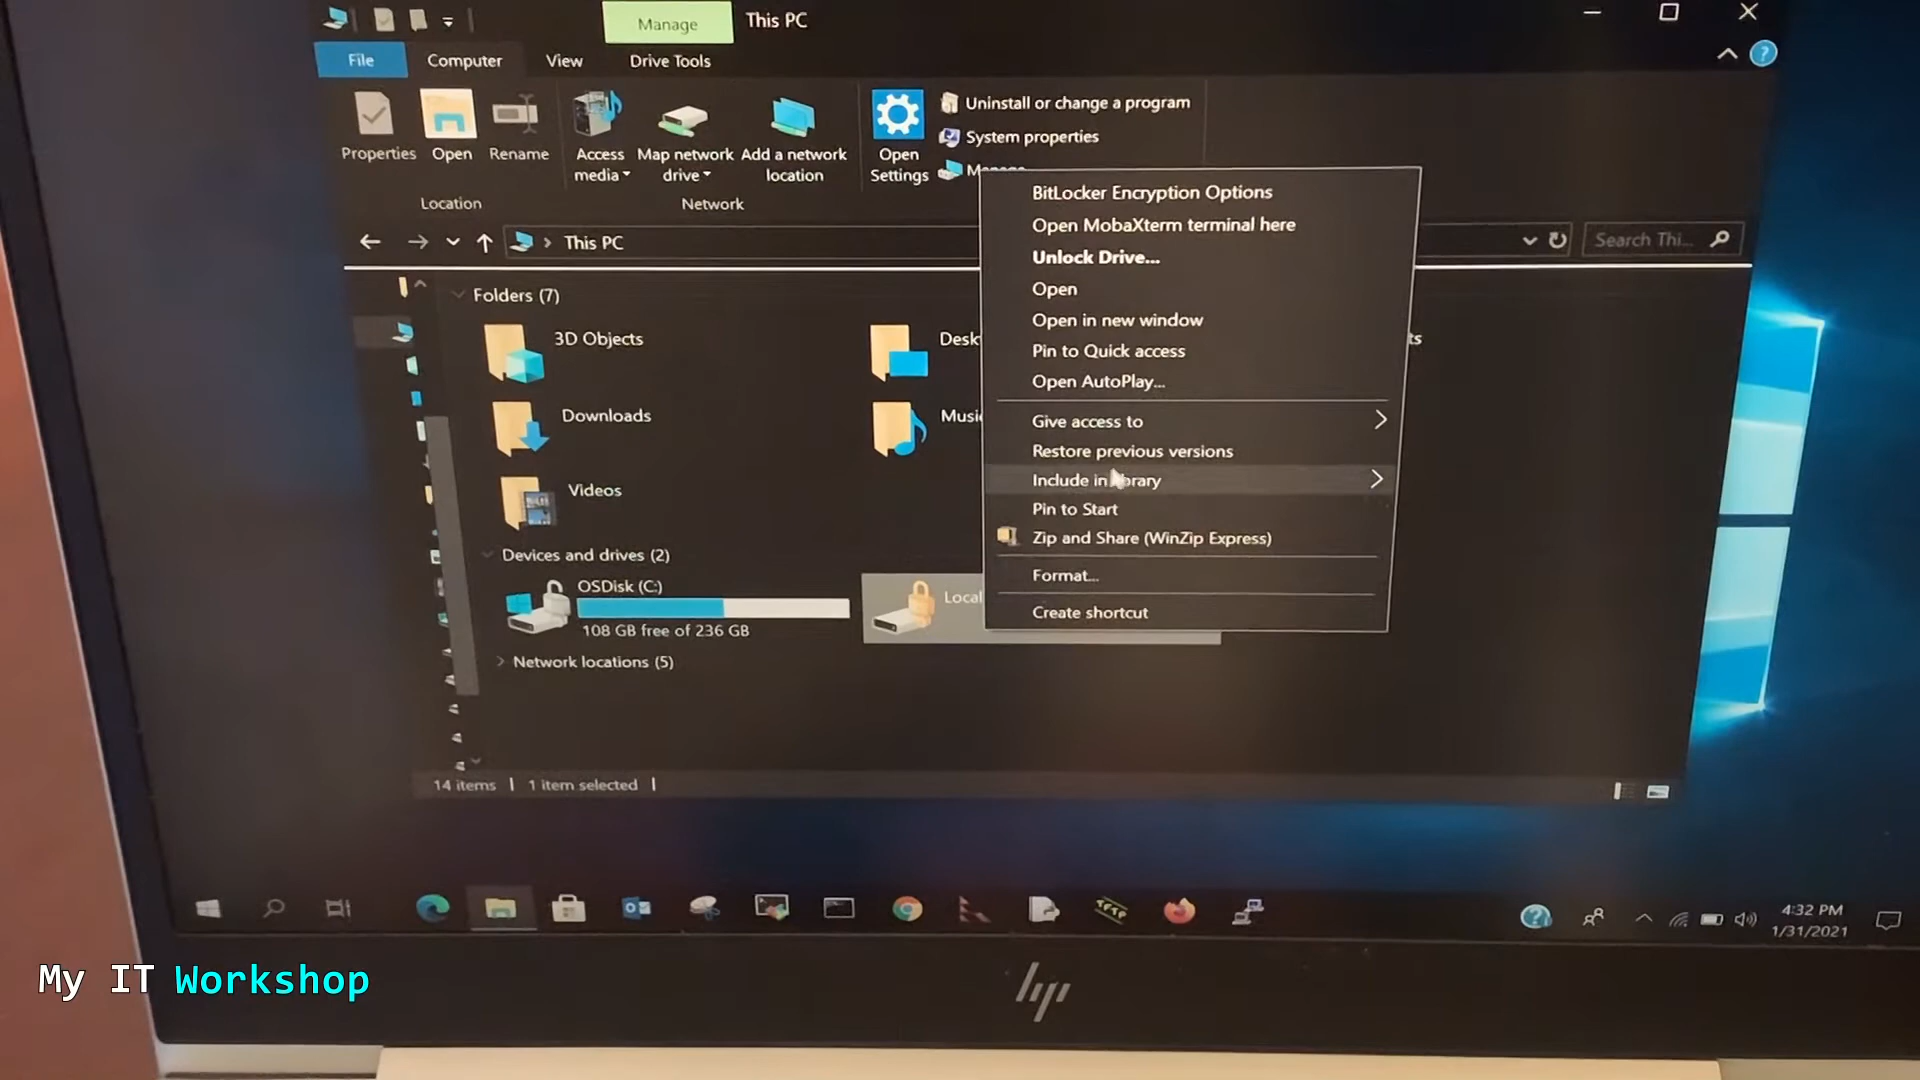 Manage
This PC
File
Computer
View
Drive Tools
Properties
Open
Rename
Access media
Map network drive
Add a network location
Open Settings
Uninstall or change a program
System properties
Manage
Location
Network
This PC
Search Thi...
BitLocker Encryption Options
Open MobaXterm terminal here
Unlock Drive...
Open
Open in new window
Pin to Quick access
Open AutoPlay...
Give access to
Restore previous versions
Include in library
Pin to Start
Zip and Share (WinZip Express)
Format...
Create shortcut
Folders (7)
3D Objects
Desk
ts
Downloads
Musi
Videos
Devices and drives (2)
OSDisk (C:)
108 GB free of 236 GB
Local
Network locations (5)
14 items
1 item selected
TFTP
4:32 PM
1/31/2021
My IT Workshop
hp